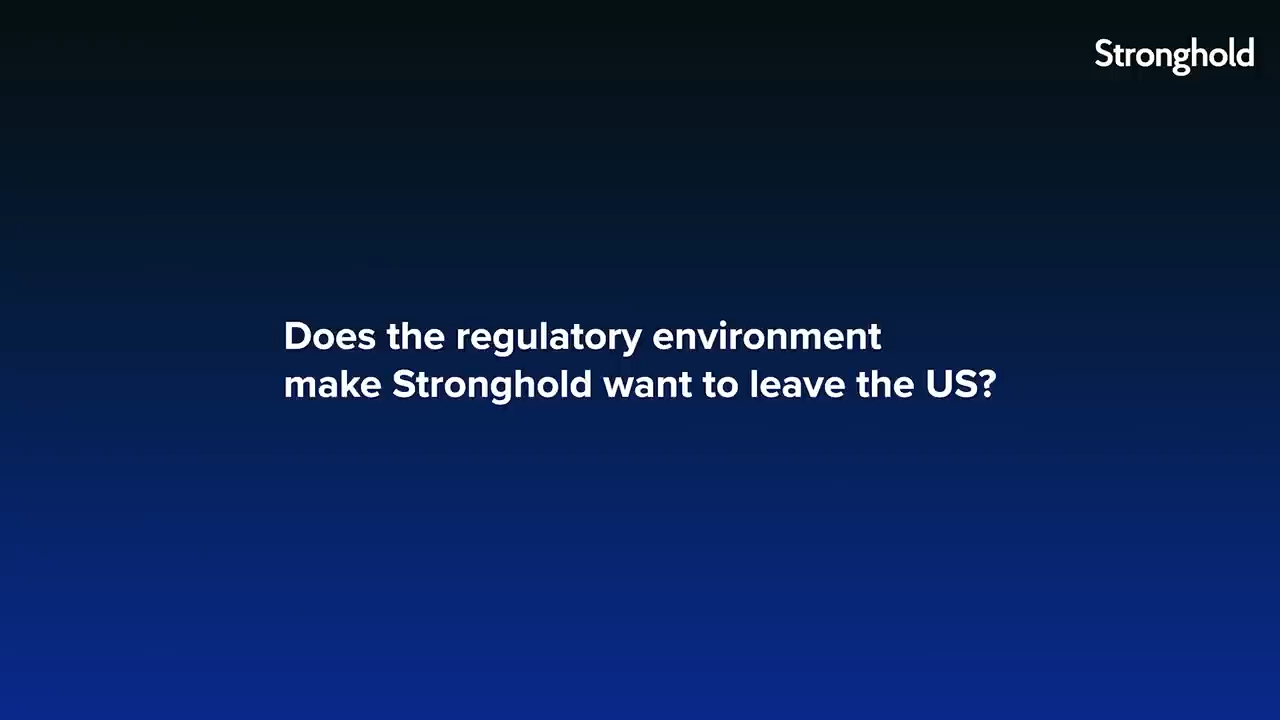 Stronghold
Does the regulatory environment
make Stronghold want to leave the US?